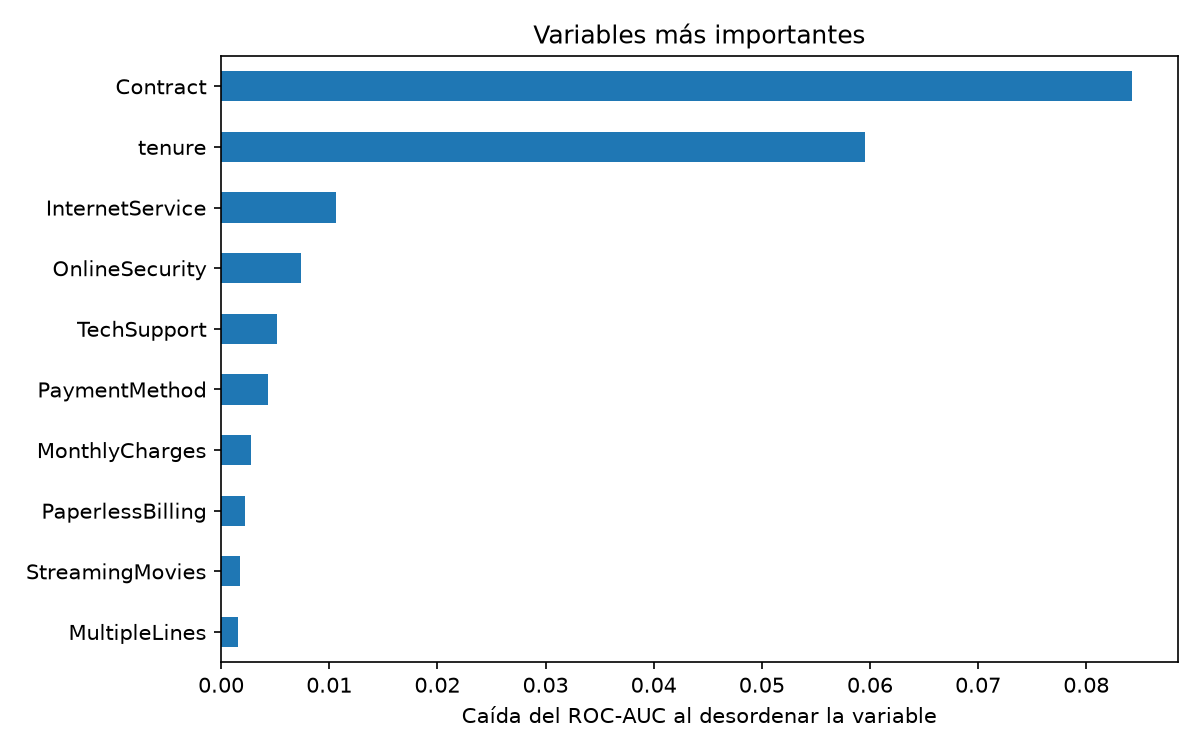 Variables más importantes
Contract
tenure
InternetService
OnlineSecurity
TechSupport
PaymentMethod
MonthlyCharges
PaperlessBilling
StreamingMovies
MultipleLines
0.00 0.01 0.02 0.03 0.04 0.05 0.06 0.07 0.08
Caída del ROC-AUC al desordenar la variable